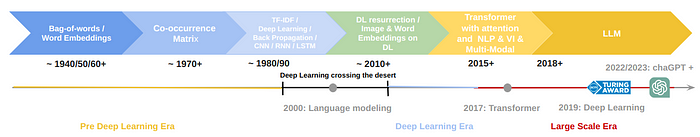 Bag-of-words /
Word Embeddings
Co-occurrence
Matrix
TF-IDF /
Deep Learning /
Back Propagation /
CNN / RNN / LSTM
DL resurrection /
Image & Word
Embeddings on
DL
Transformer
with attention
and NLP & VI &
Multi-Modal
LLM
~ 1940/50/60+
~ 1970+
~ 1980/90
~ 2010+
2015+
2018+
2022/2023: chaGPT +
Deep Learning crossing the desert
TURING
AWARD
2000: Language modeling
2017: Transformer
2019: Deep Learning
Pre Deep Learning Era
Deep Learning Era
Large Scale Era